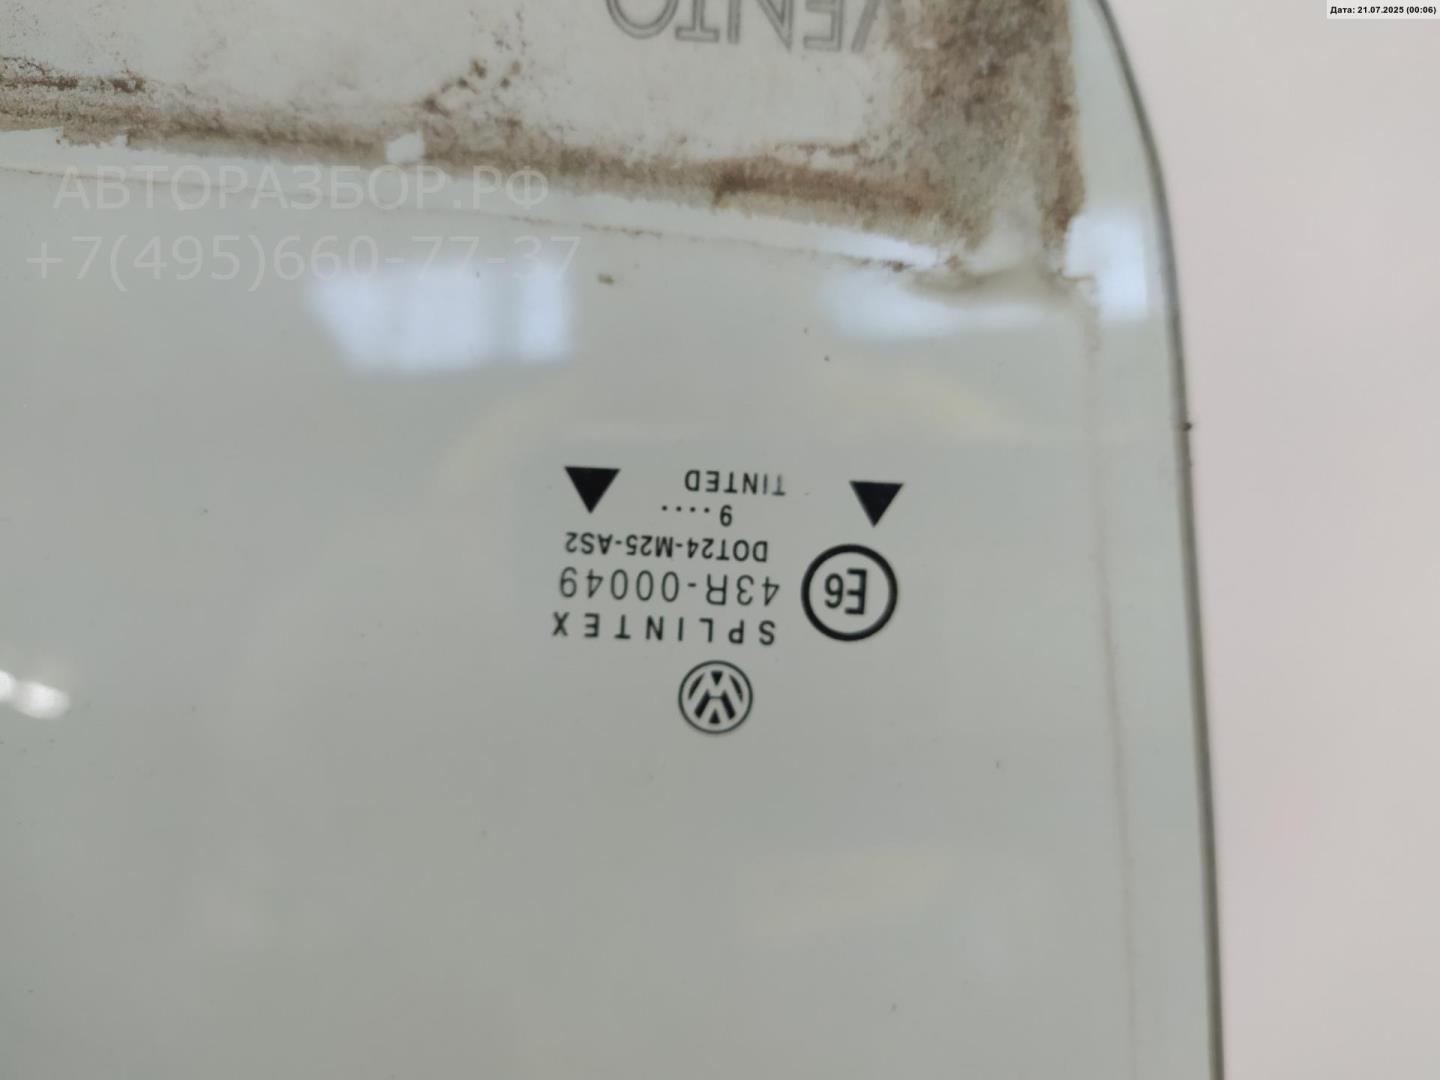 Дата: 21.07.2025 (00:06)
VENTO
АВТОРАЗБОР.РФ
+7(495)660-77-37
SPLINTEX
E6
43R-00049
DOT24-M25-AS2
TINTED